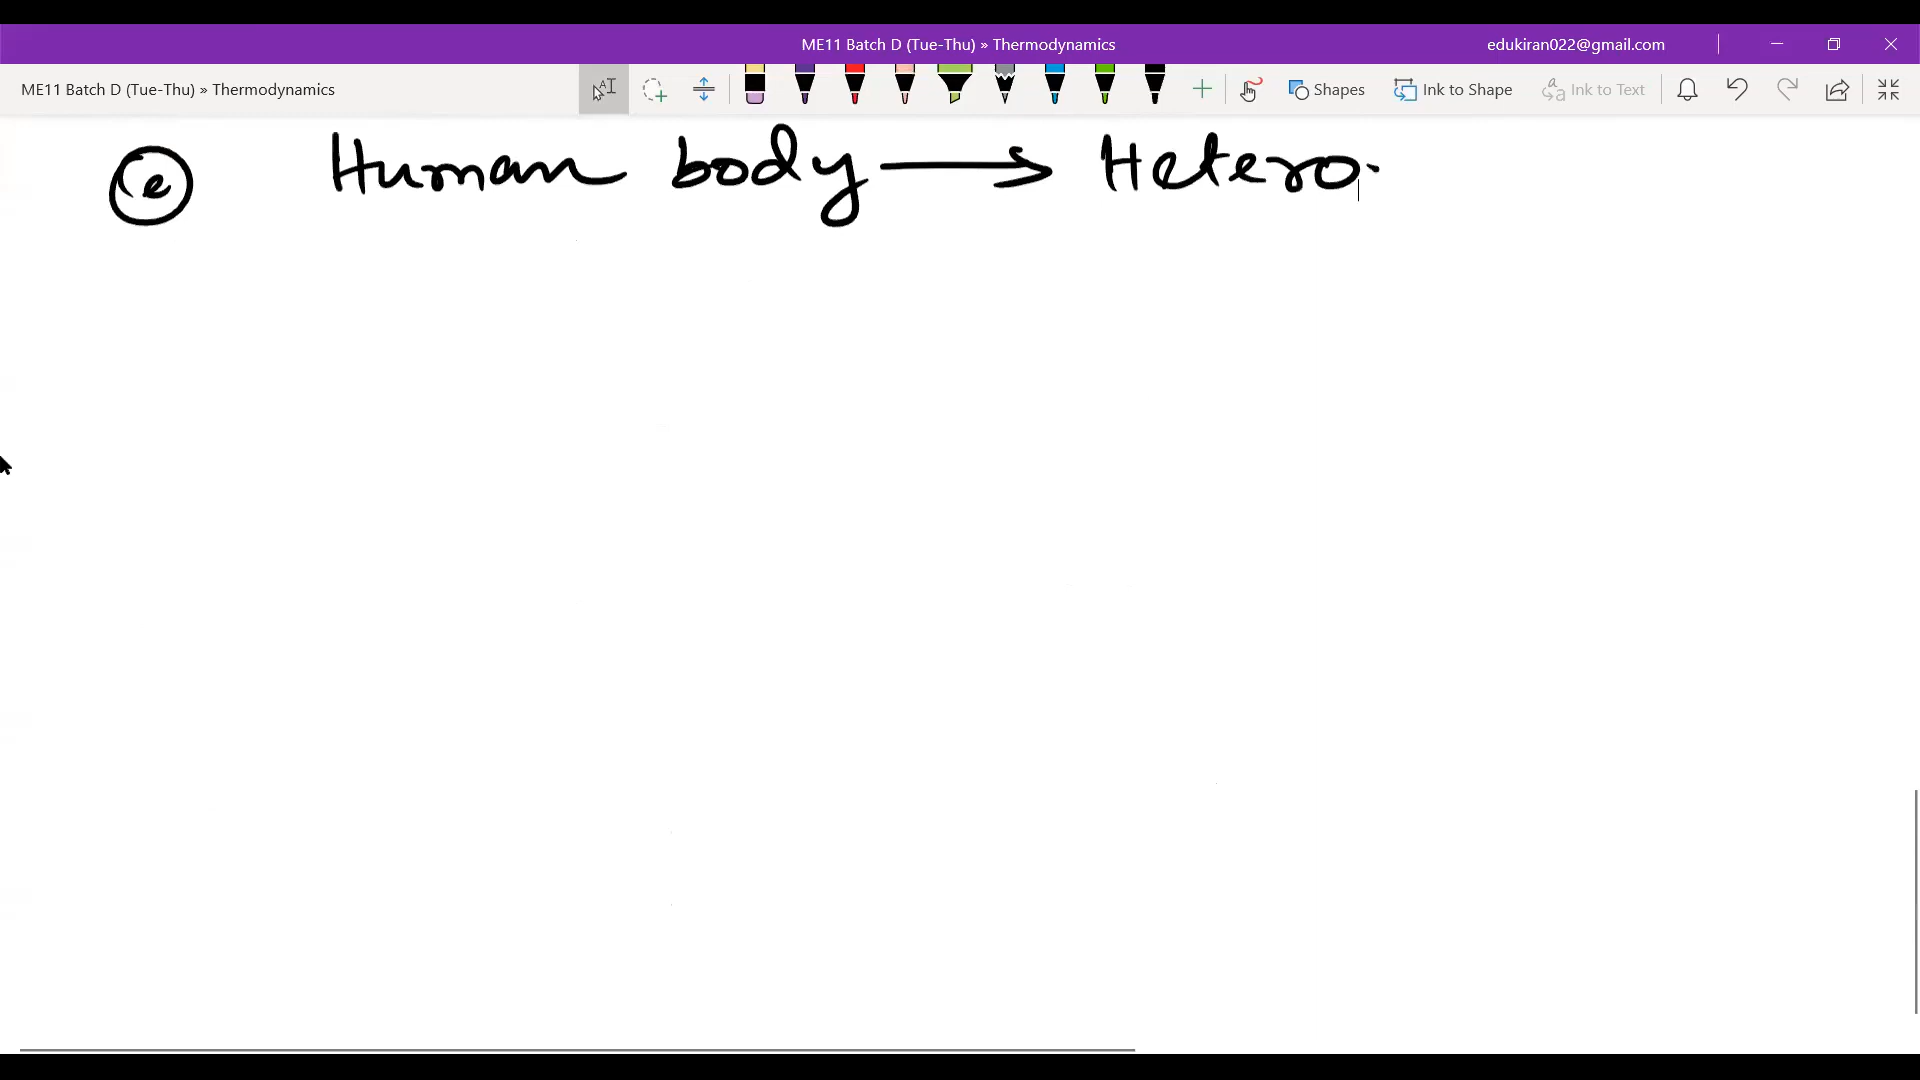 ME11 Batch D (Tue-Thu) » Thermodynamics
edukiran022@gmail.com
ME11 Batch D (Tue-Thu) » Thermodynamics
Shapes
Ink to Shape
Ink to Text
(e) Human body → Hetero.